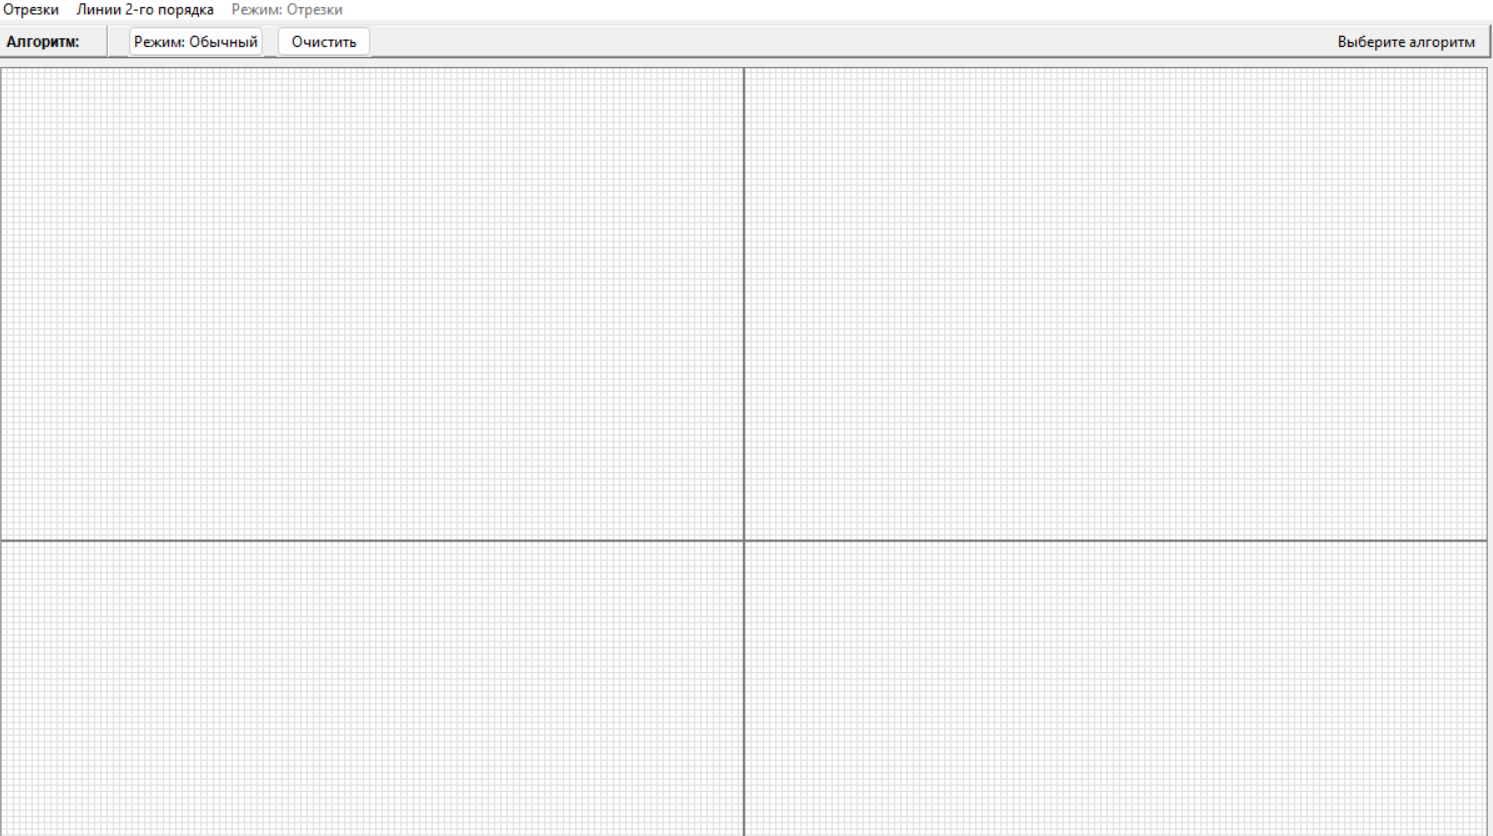 Отрезки Линии 2-го порядка Режим: Отрезки
Алгоритм: Режим: Обычный Очистить Выберите алгоритм